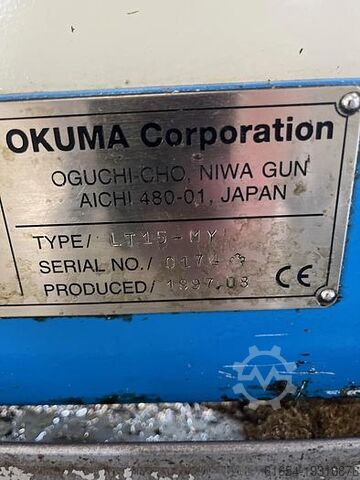 OKUMA Corporation
OGUCHI-CHO, NIWA GUN
AICHI 480-01, JAPAN
TYPE/ LT15-MY
SERIAL NO./
PRODUCED/ 1997.03
CE